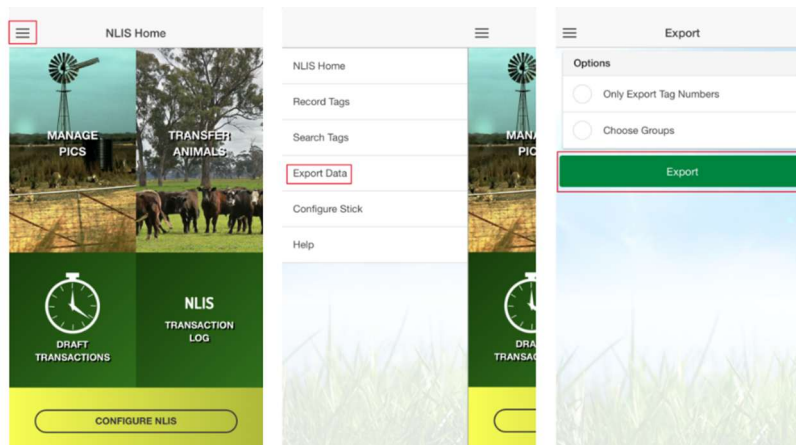 NLIS Home
MANAGE
PICS
TRANSFER
ANIMALS
DRAFT
TRANSACTIONS
NLIS
TRANSACTION
LOG
CONFIGURE NLIS
NLIS Home
Record Tags
Search Tags
Export Data
Configure Stick
Help
MANA
PIC
DRA
TRANSAC
Export
Options
Only Export Tag Numbers
Choose Groups
Export